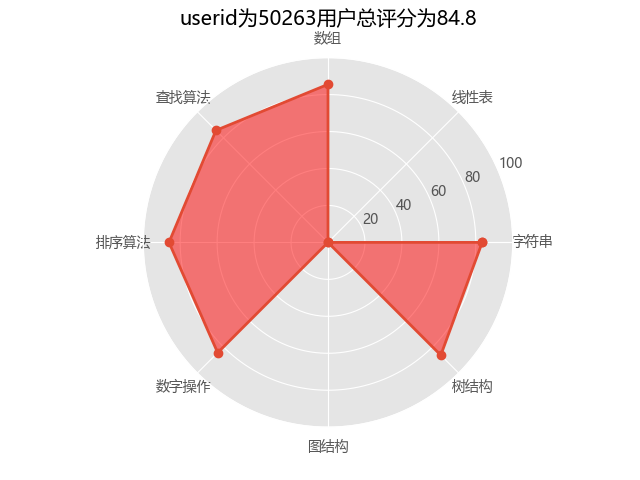 userid为50263用户总评分为84.8
数组
查找算法
线性表
100
80
60
40
20
排序算法
字符串
数字操作
树结构
图结构